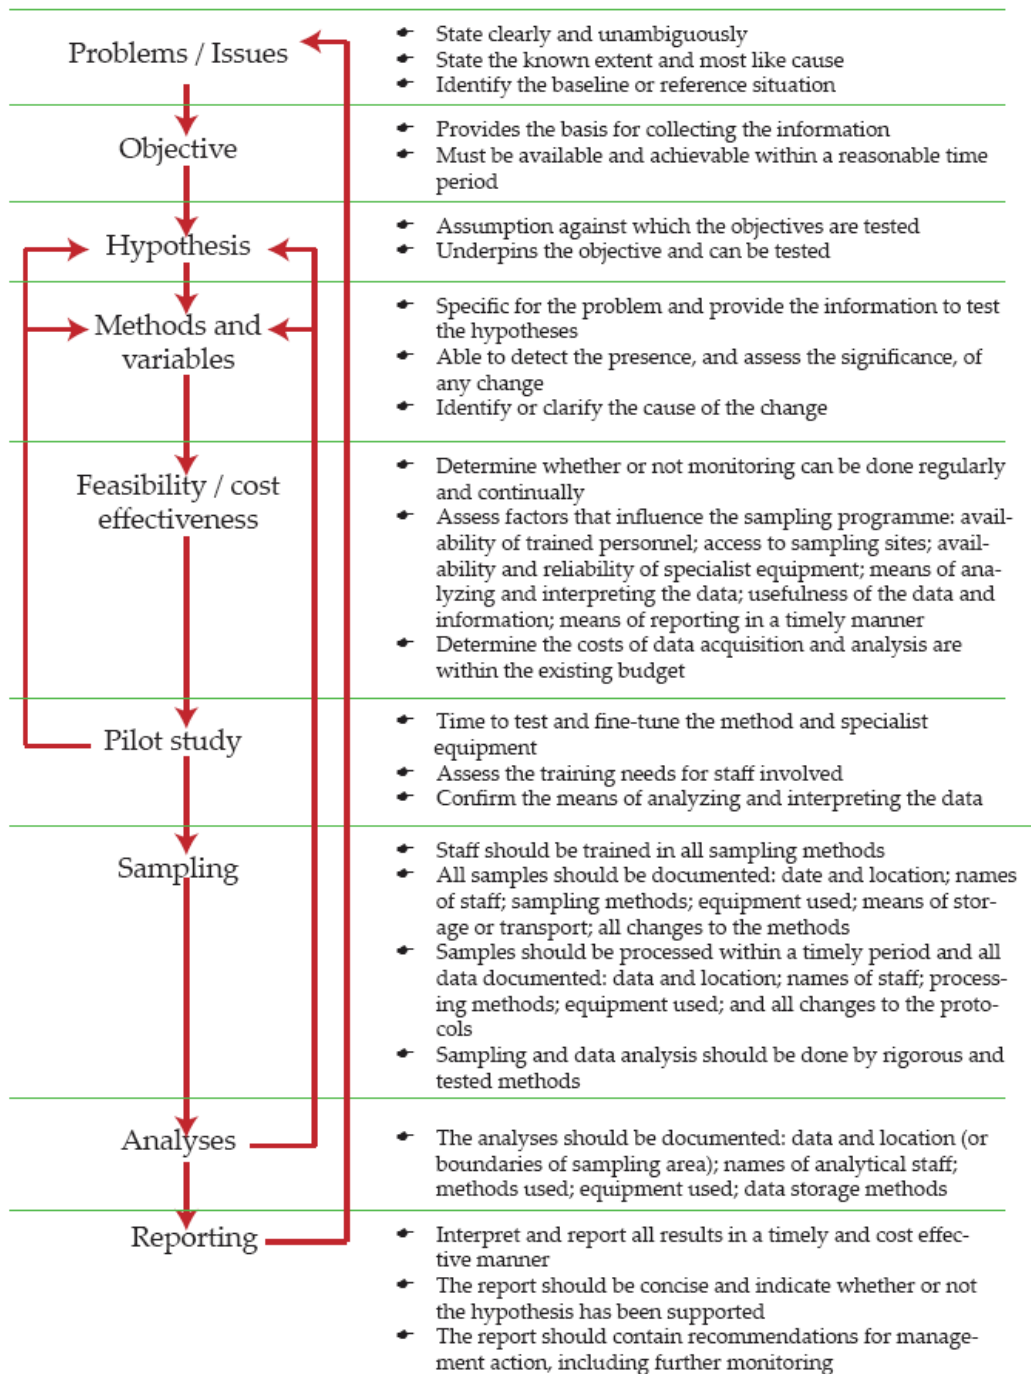 Problems / Issues
State clearly and unambiguously
State the known extent and most like cause
Identify the baseline or reference situation
Objective
Provides the basis for collecting the information
Must be available and achievable within a reasonable time
period
Hypothesis
Assumption against which the objectives are tested
Underpins the objective and can be tested
Methods and
variables
Specific for the problem and provide the information to test
the hypotheses
Able to detect the presence, and assess the significance, of
any change
Identify or clarify the cause of the change
Feasibility / cost
effectiveness
Determine whether or not monitoring can be done regularly
and continually
Assess factors that influence the sampling programme: avail-
ability of trained personnel; access to sampling sites; avail-
ability and reliability of specialist equipment; means of ana-
lyzing and interpreting the data; usefulness of the data and
information; means of reporting in a timely manner
Determine the costs of data acquisition and analysis are
within the existing budget
Pilot study
Time to test and fine-tune the method and specialist
equipment
Assess the training needs for staff involved
Confirm the means of analyzing and interpreting the data
Sampling
Staff should be trained in all sampling methods
All samples should be documented: date and location; names
of staff; sampling methods; equipment used; means of stor-
age or transport; all changes to the methods
Samples should be processed within a timely period and all
data documented: data and location; names of staff; process-
ing methods; equipment used; and all changes to the proto-
cols
Sampling and data analysis should be done by rigorous and
tested methods
Analyses
The analyses should be documented: data and location (or
boundaries of sampling area); names of analytical staff;
methods used; equipment used; data storage methods
Reporting
Interpret and report all results in a timely and cost effec-
tive manner
The report should be concise and indicate whether or not
the hypothesis has been supported
The report should contain recommendations for manage-
ment action, including further monitoring